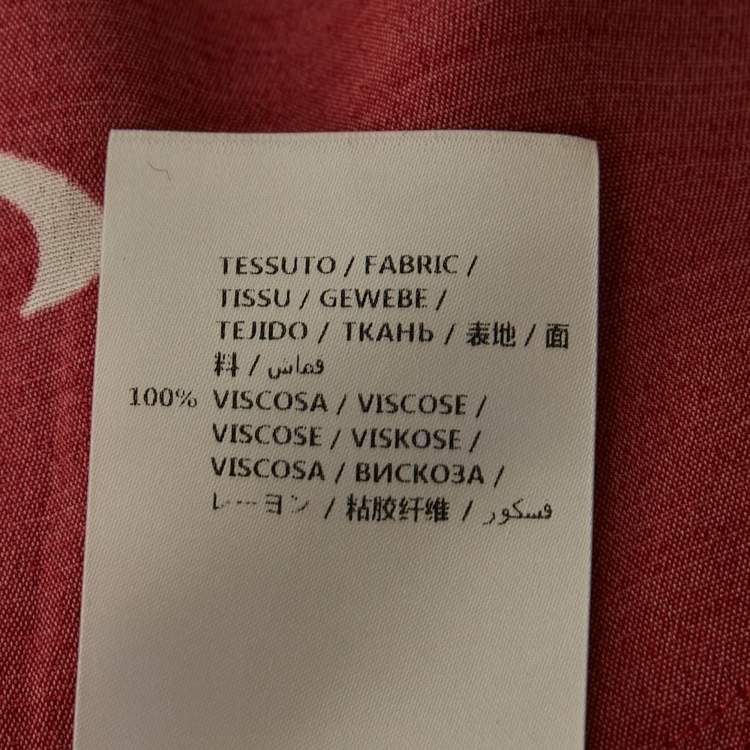 TESSUTO / FABRIC /
TISSU / GEWEBE /
TEJIDO / ТКАНЬ / 表地 / 面
料 / قماش
100% VISCOSA / VISCOSE /
VISCOSE / VISKOSE /
VISCOSA / ВИСКОЗА /
レーヨン / 粘胶纤维 / فسكور